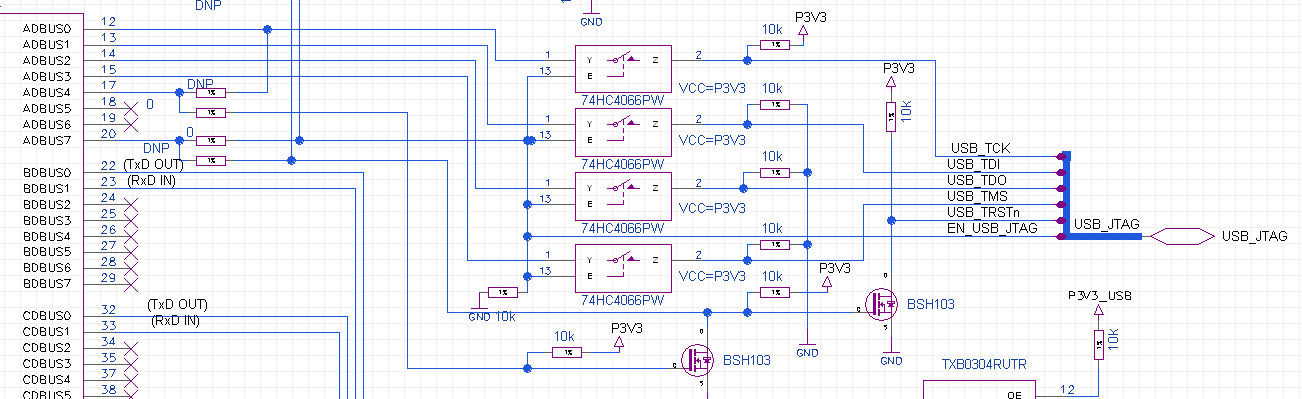 DNP
GND
P3V3
10k
1%
ADBUS0 12
ADBUS1 13
ADBUS2 14
ADBUS3 15
ADBUS4 17
ADBUS5 18
ADBUS6 19
ADBUS7 20
DNP
1%
0
1%
0
1%
DNP
1%
(TxD OUT)
(RxD IN)
BDBUS0 22
BDBUS1 23
BDBUS2 24
BDBUS3 25
BDBUS4 26
BDBUS5 27
BDBUS6 28
BDBUS7 29
(TxD OUT)
(RxD IN)
CDBUS0 32
CDBUS1 33
CDBUS2 34
CDBUS3 35
CDBUS4 37
CDBUS5 38
1 Y Z 2
13 E
VCC=P3V3
74HC4066PW
10k
1%
1 Y Z 2
13 E
VCC=P3V3
74HC4066PW
10k
1%
1 Y Z 2
13 E
VCC=P3V3
74HC4066PW
10k
1%
1 Y Z 2
13 E
VCC=P3V3
74HC4066PW
1%
GND 10k
10k
1%
P3V3
10k
1%
P3V3
G
D
S
BSH103
GND
P3V3
1%
10k
G
D
S
BSH103
GND
USB_TCK
USB_TDI
USB_TDO
USB_TMS
USB_TRSTn
EN_USB_JTAG
USB_JTAG
USB_JTAG
P3V3_USB
1%
10k
TXB0304RUTR
OE 12